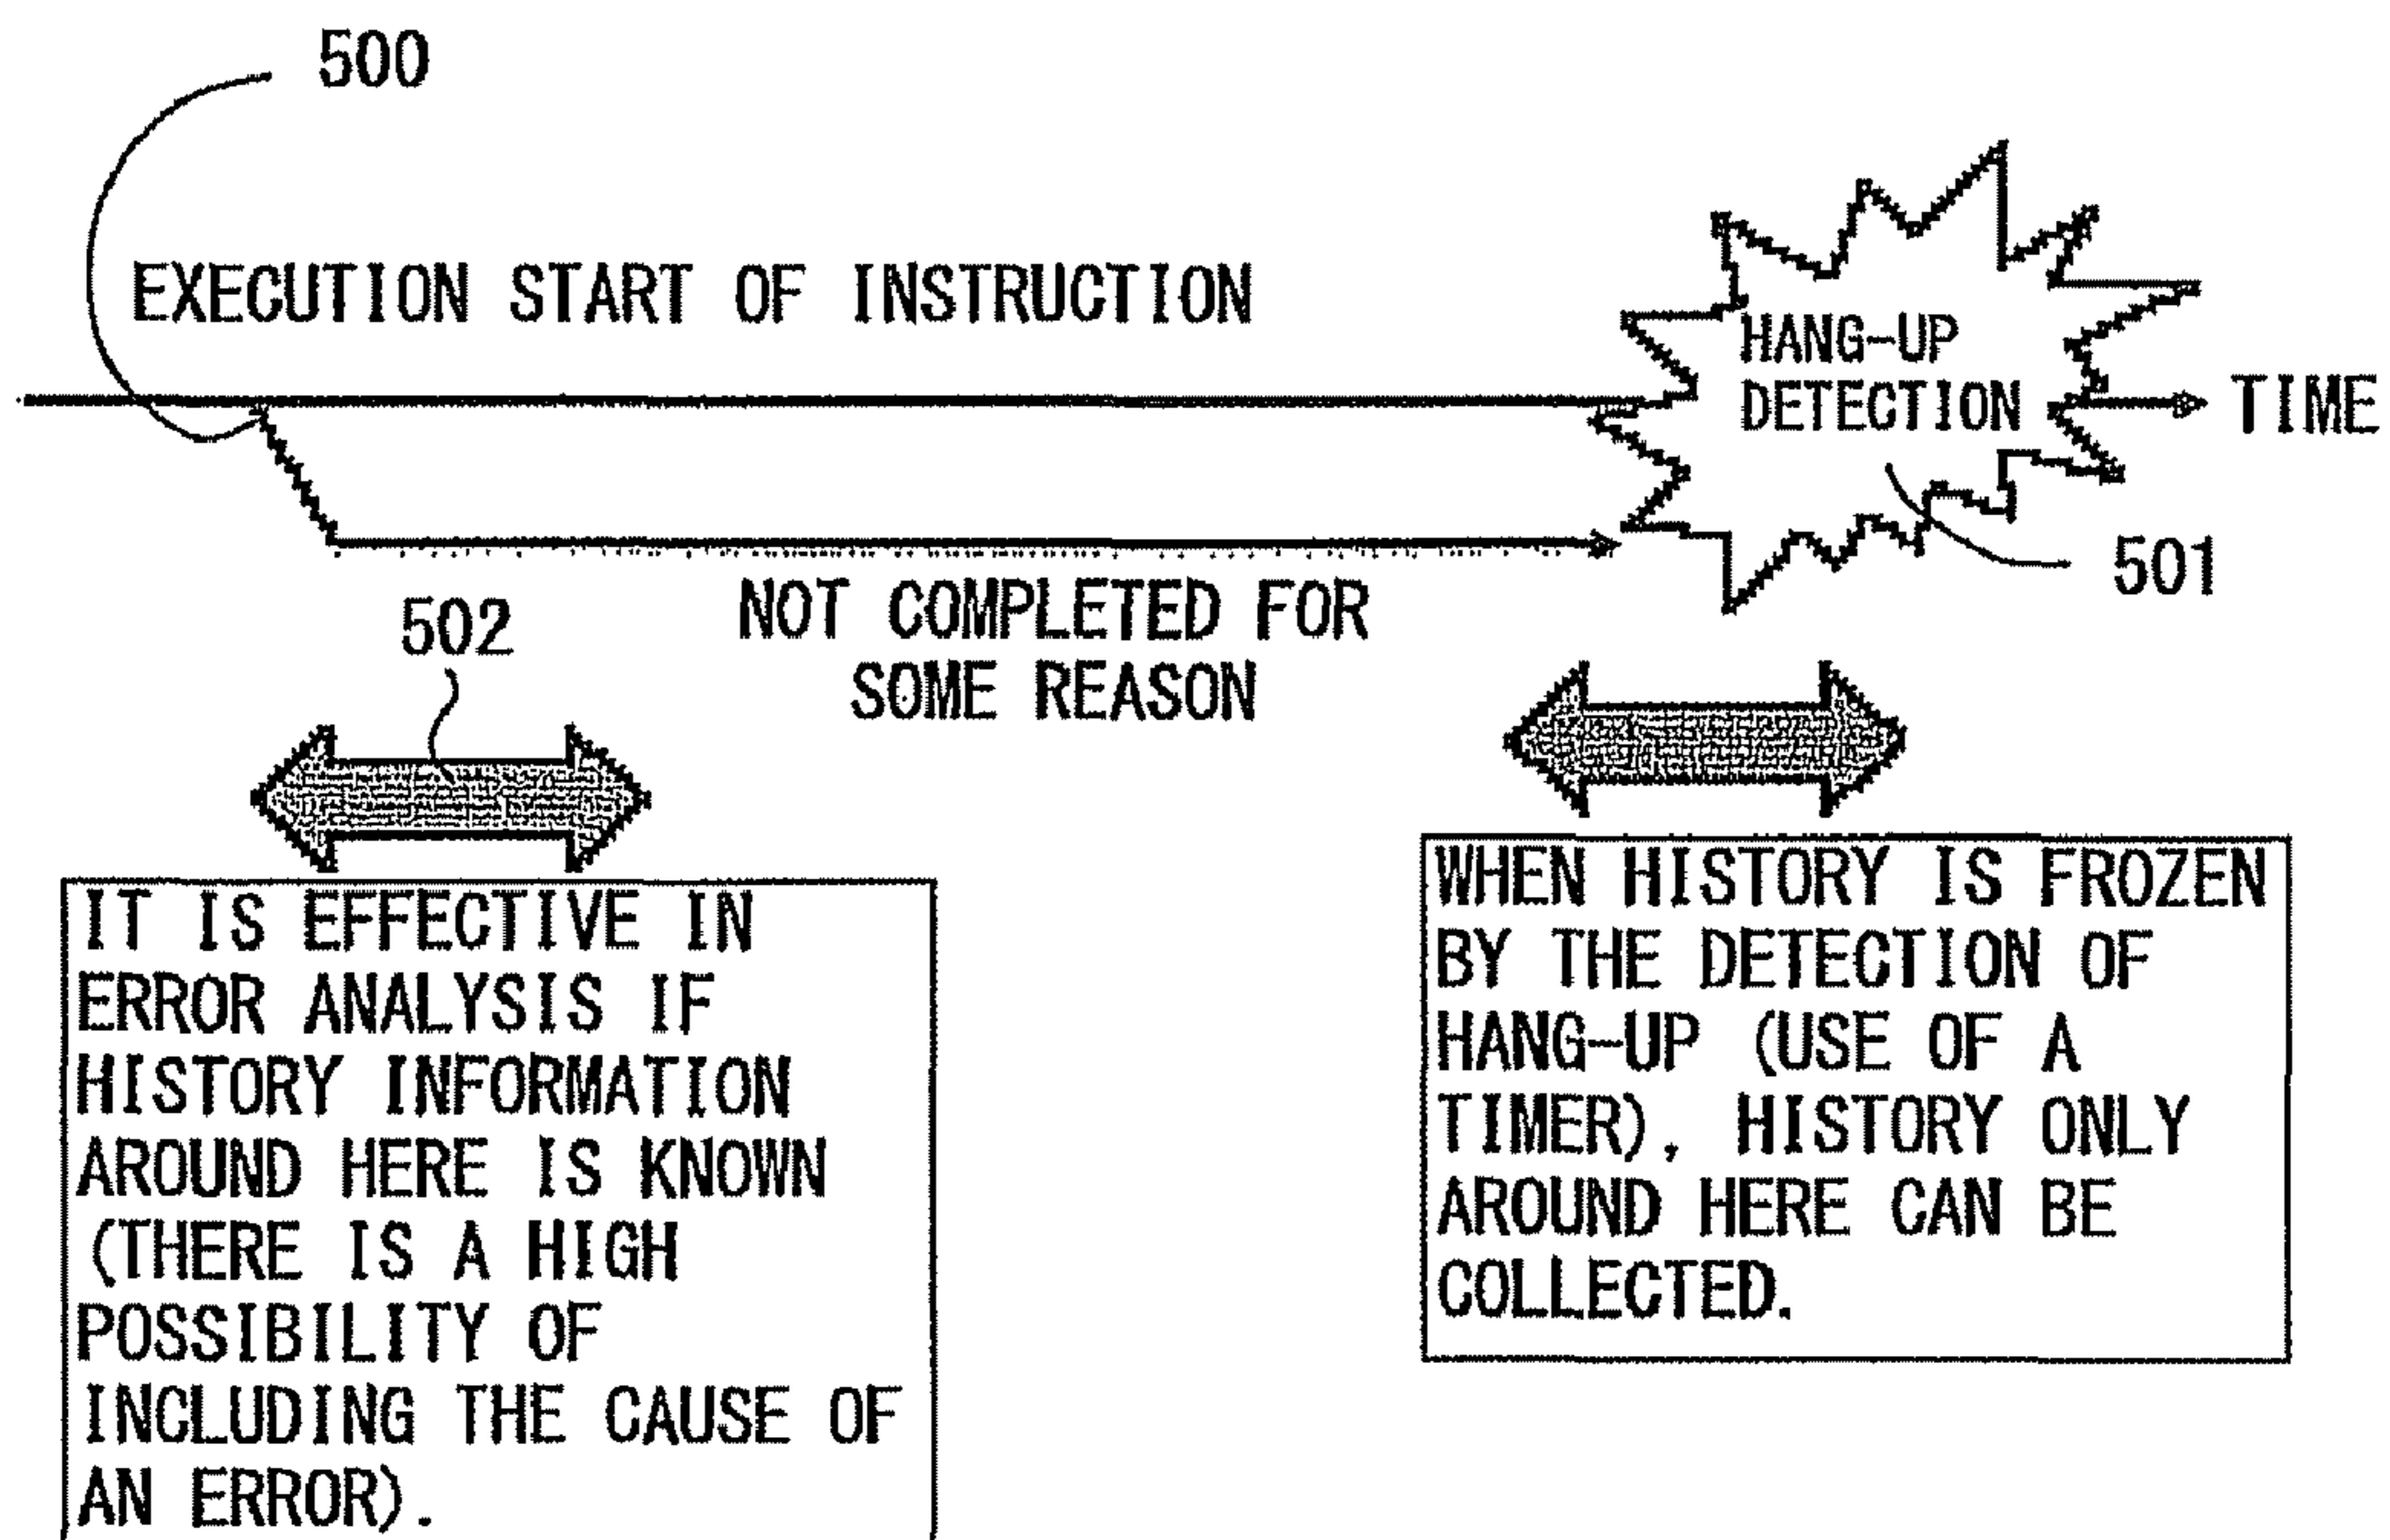 500
EXECUTION START OF INSTRUCTION
HANG-UP
DETECTION
TIME
501
NOT COMPLETED FOR
SOME REASON
502
IT IS EFFECTIVE IN
ERROR ANALYSIS IF
HISTORY INFORMATION
AROUND HERE IS KNOWN
(THERE IS A HIGH
POSSIBILITY OF
INCLUDING THE CAUSE OF
AN ERROR).
WHEN HISTORY IS FROZEN
BY THE DETECTION OF
HANG-UP (USE OF A
TIMER), HISTORY ONLY
AROUND HERE CAN BE
COLLECTED.